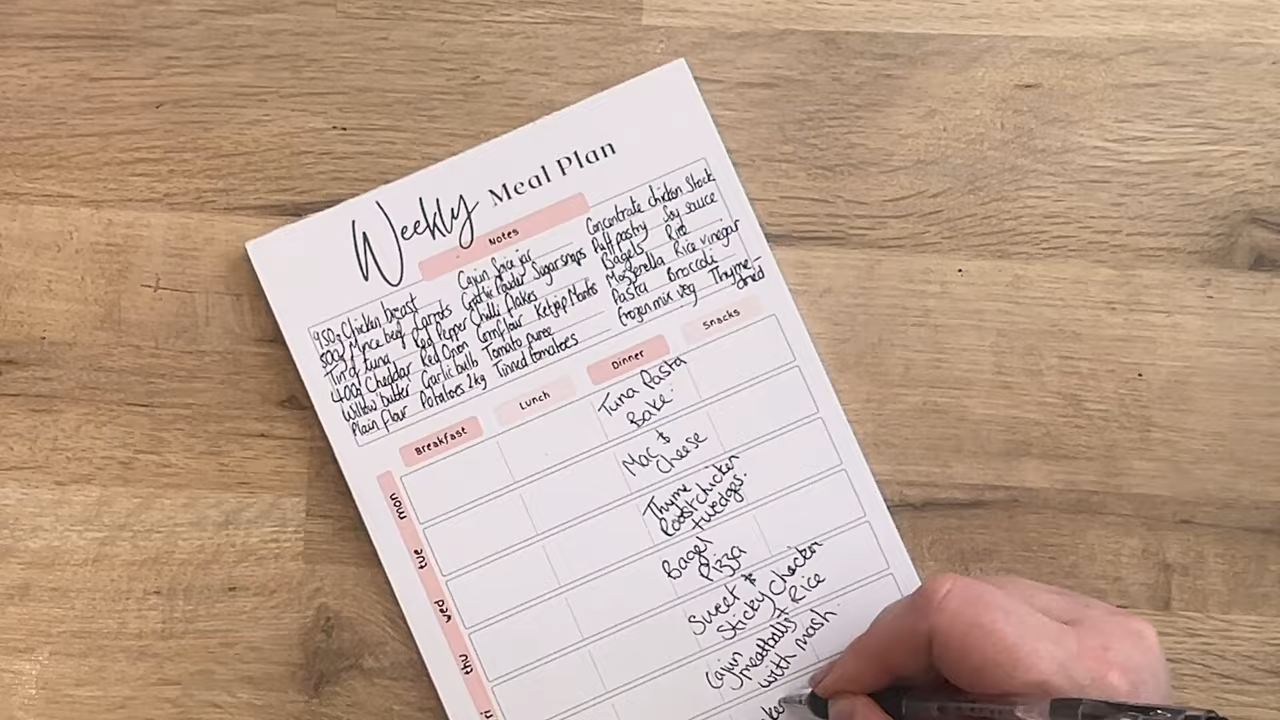 Weekly Meal Plan
Notes
950g Chicken breast
500g Mince beef
Tin of tuna
400g Cheddar
Willow butter
Plain flour
Carrots
Red Pepper
Red Onion
Garlic bulb
Potatoes 2kg
Cajun Spice jar
Garlic Powder
Chilli flakes
Cornflour
Tomato puree
Tinned tomatoes
Sugarsnaps
Ketjap Manis
Concentrate chicken Stock
Puff pastry
Bagels
Mozerella
Pasta
frozen mix veg
Soy sauce
Rice
Rice vinegar
Broccoli
Thyme - dried
Breakfast
Lunch
Dinner
Snacks
mon
Tuna Pasta
Bake.
tue
Mac &
Cheese
wed
Thyme
Roast chicken
+ wedges.
thu
Bagel
Pizza
Sweet &
Sticky Chicken
+ Rice
Cajun
meatballs
with mash.